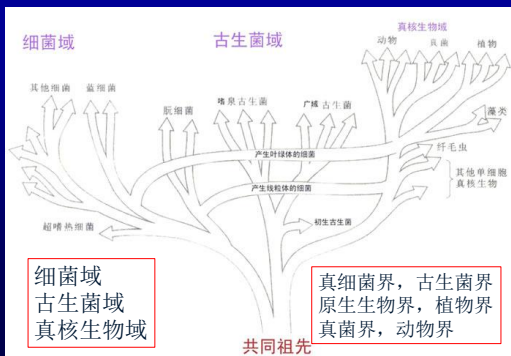 细菌域
古生菌域
真核生物域
动物
真菌
植物
其他细菌
蓝细菌
朊细菌
嗜泉古生菌
广域
古生菌
藻类
产生叶绿体的细菌
纤毛虫
其他单细胞
真核生物
产生线粒体的细菌
初生古生菌
超嗜热细菌
细菌域
古生菌域
真核生物域
真细菌界，古生菌界
原生生物界，植物界
真菌界，动物界
共同祖先